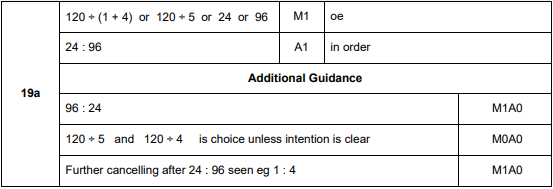 120 ÷ (1 + 4) or 120 ÷ 5 or 24 or 96 M1 oe
24 : 96 A1 in order
19a
Additional Guidance
96 : 24 M1A0
120 ÷ 5 and 120 ÷ 4 is choice unless intention is clear M0A0
Further cancelling after 24 : 96 seen eg 1 : 4 M1A0